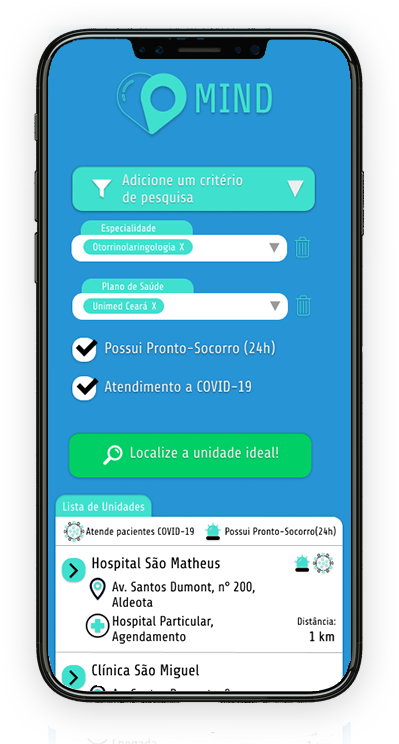 MIND
Adicione um critério
de pesquisa
Especialidade
Otorrinolaringologia X
Plano de Saúde
Unimed Ceará X
Possui Pronto-Socorro (24h)
Atendimento a COVID-19
Localize a unidade ideal!
Lista de Unidades
Atende pacientes COVID-19 Possui Pronto-Socorro(24h)
Hospital São Matheus
Av. Santos Dumont, n° 200,
Aldeota
Hospital Particular,
Agendamento
Distância:
1 km
Clínica São Miguel